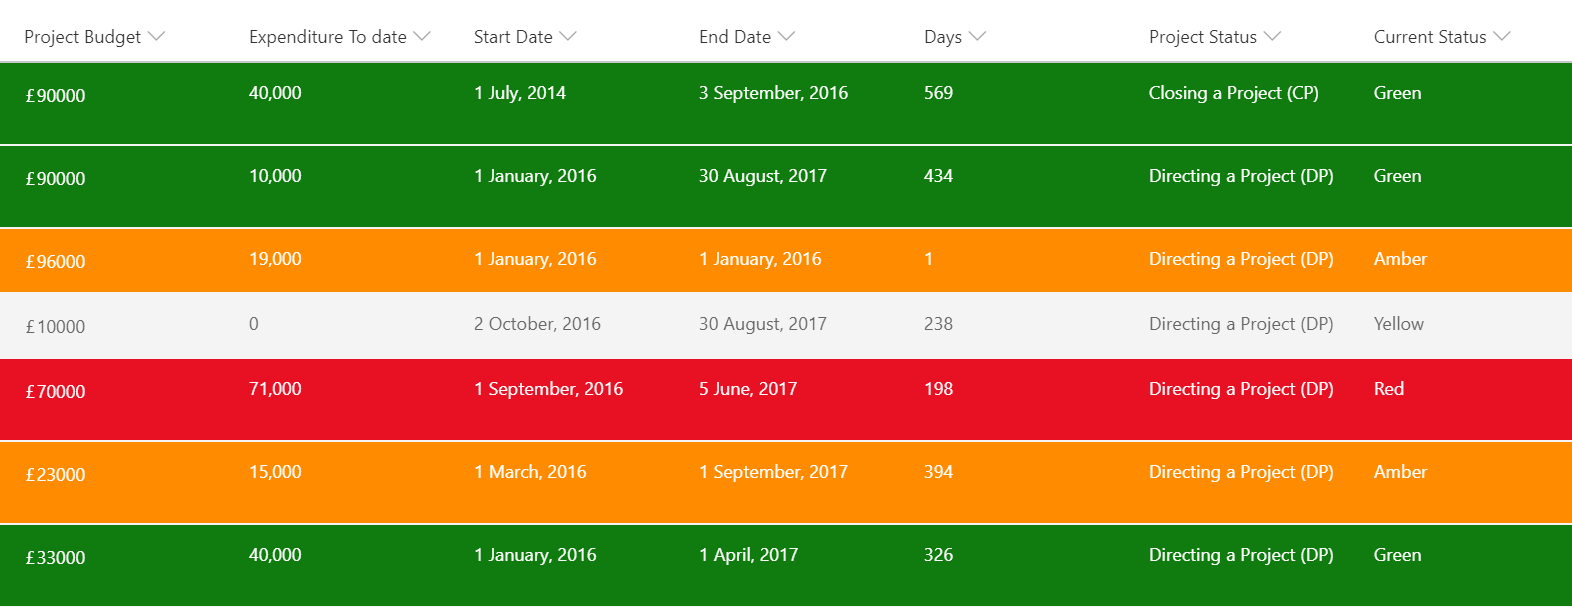 Project Budget Expenditure To date Start Date End Date Days Project Status Current Status
£90000 40,000 1 July, 2014 3 September, 2016 569 Closing a Project (CP) Green
£90000 10,000 1 January, 2016 30 August, 2017 434 Directing a Project (DP) Green
£96000 19,000 1 January, 2016 1 January, 2016 1 Directing a Project (DP) Amber
£10000 0 2 October, 2016 30 August, 2017 238 Directing a Project (DP) Yellow
£70000 71,000 1 September, 2016 5 June, 2017 198 Directing a Project (DP) Red
£23000 15,000 1 March, 2016 1 September, 2017 394 Directing a Project (DP) Amber
£33000 40,000 1 January, 2016 1 April, 2017 326 Directing a Project (DP) Green